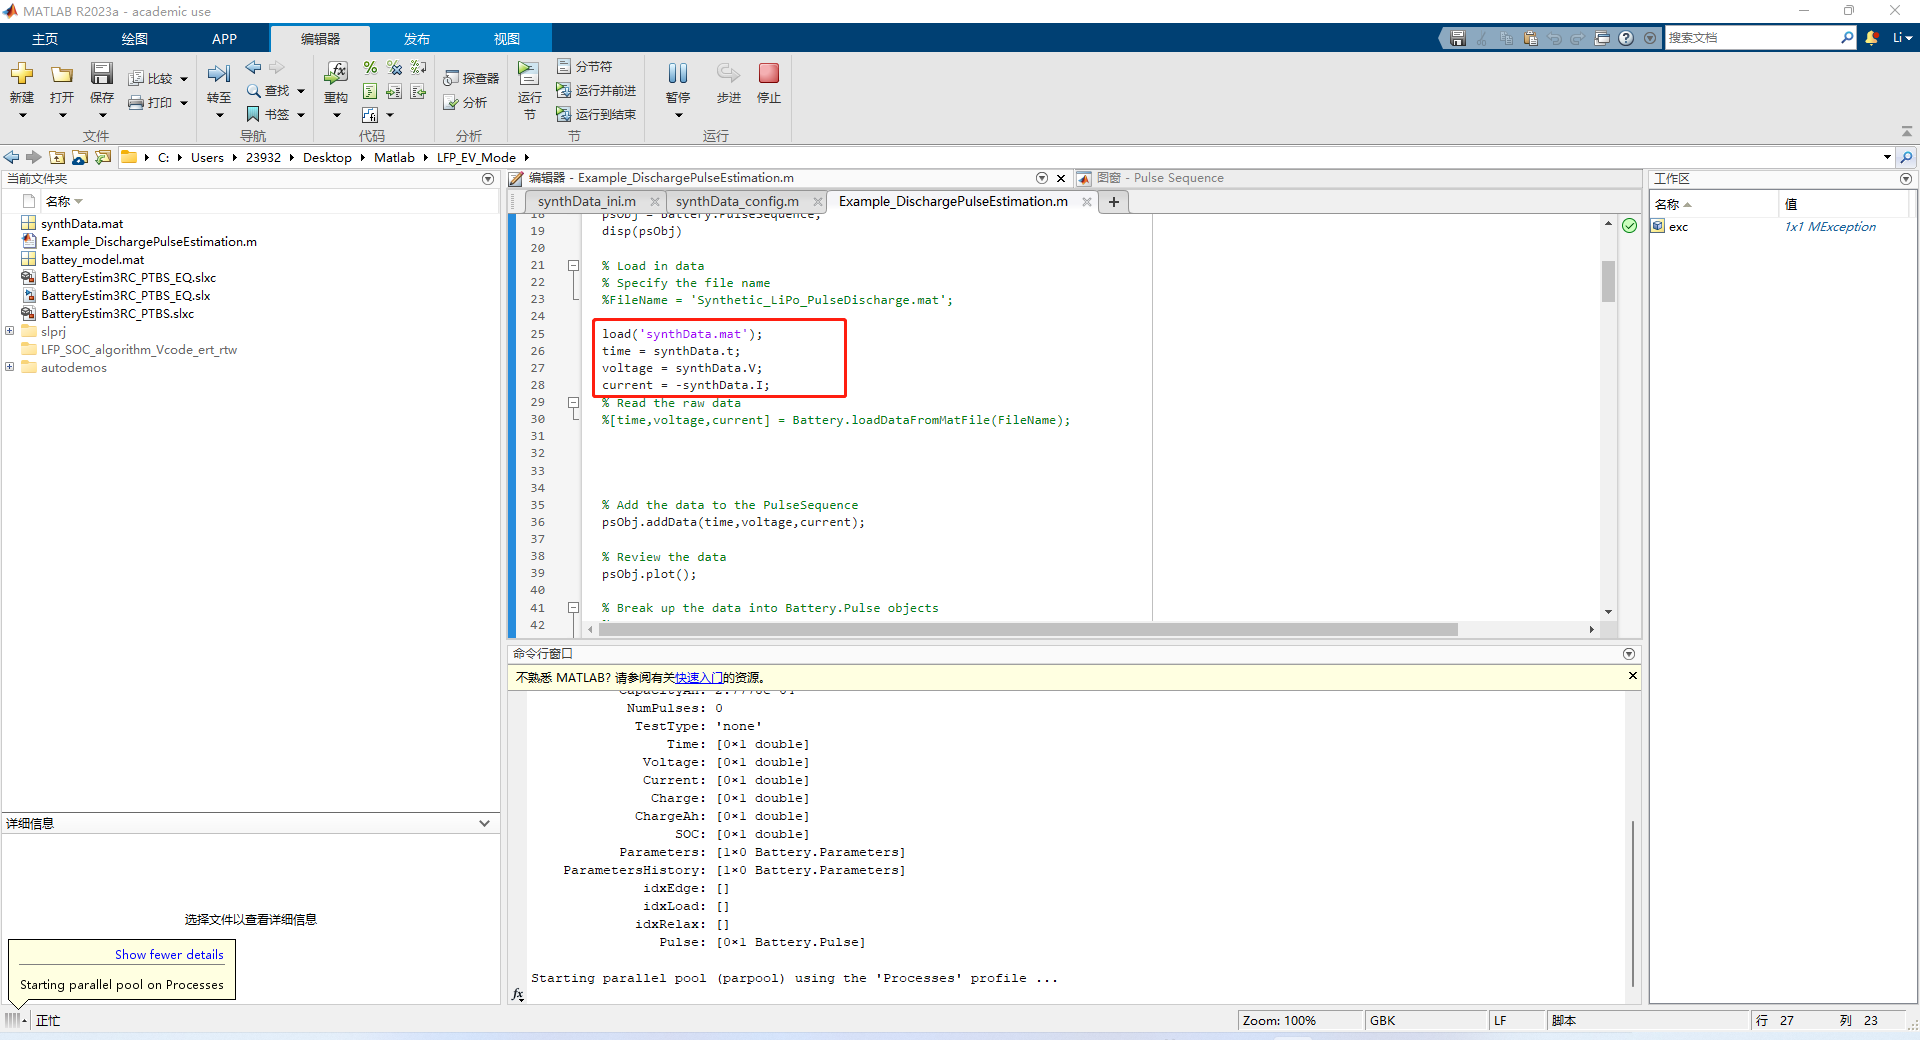 MATLAB R2023a - academic use
主页
绘图
APP
编辑器
发布
视图
搜索文档
Li
新建
打开
保存
比较
打印
文件
转至
查找
书签
导航
重构
代码
探查器
分析
分析
运行
节
分节符
运行并前进
运行到结束
节
暂停
步进
停止
运行
C:
Users
23932
Desktop
Matlab
LFP_EV_Mode
当前文件夹
名称
synthData.mat
Example_DischargePulseEstimation.m
battey_model.mat
BatteryEstim3RC_PTBS_EQ.slxc
BatteryEstim3RC_PTBS_EQ.slx
BatteryEstim3RC_PTBS.slxc
slprj
LFP_SOC_algorithm_Vcode_ert_rtw
autodemos
详细信息
选择文件以查看详细信息
Show fewer details
Starting parallel pool on Processes
正忙
编辑器 - Example_DischargePulseEstimation.m
图窗 - Pulse Sequence
synthData_ini.m
synthData_config.m
Example_DischargePulseEstimation.m
18 psObj = Battery.PulseSequence;
19 disp(psObj)
20
21 % Load in data
22 % Specify the file name
23 %FileName = 'Synthetic_LiPo_PulseDischarge.mat';
24
25 load('synthData.mat');
26 time = synthData.t;
27 voltage = synthData.V;
28 current = -synthData.I;
29 % Read the raw data
30 %[time,voltage,current] = Battery.loadDataFromMatFile(FileName);
31
32
33
34
35 % Add the data to the PulseSequence
36 psObj.addData(time,voltage,current);
37
38 % Review the data
39 psObj.plot();
40
41 % Break up the data into Battery.Pulse objects
42
命令行窗口
不熟悉 MATLAB? 请参阅有关快速入门的资源。
CapacityAh: 2.7778e-04
NumPulses: 0
TestType: 'none'
Time: [0×1 double]
Voltage: [0×1 double]
Current: [0×1 double]
Charge: [0×1 double]
ChargeAh: [0×1 double]
SOC: [0×1 double]
Parameters: [1×0 Battery.Parameters]
ParametersHistory: [1×0 Battery.Parameters]
idxEdge: []
idxLoad: []
idxRelax: []
Pulse: [0×1 Battery.Pulse]
Starting parallel pool (parpool) using the 'Processes' profile ...
fx
工作区
名称
值
exc
1x1 MException
Zoom: 100%
GBK
LF
脚本
行 27
列 23